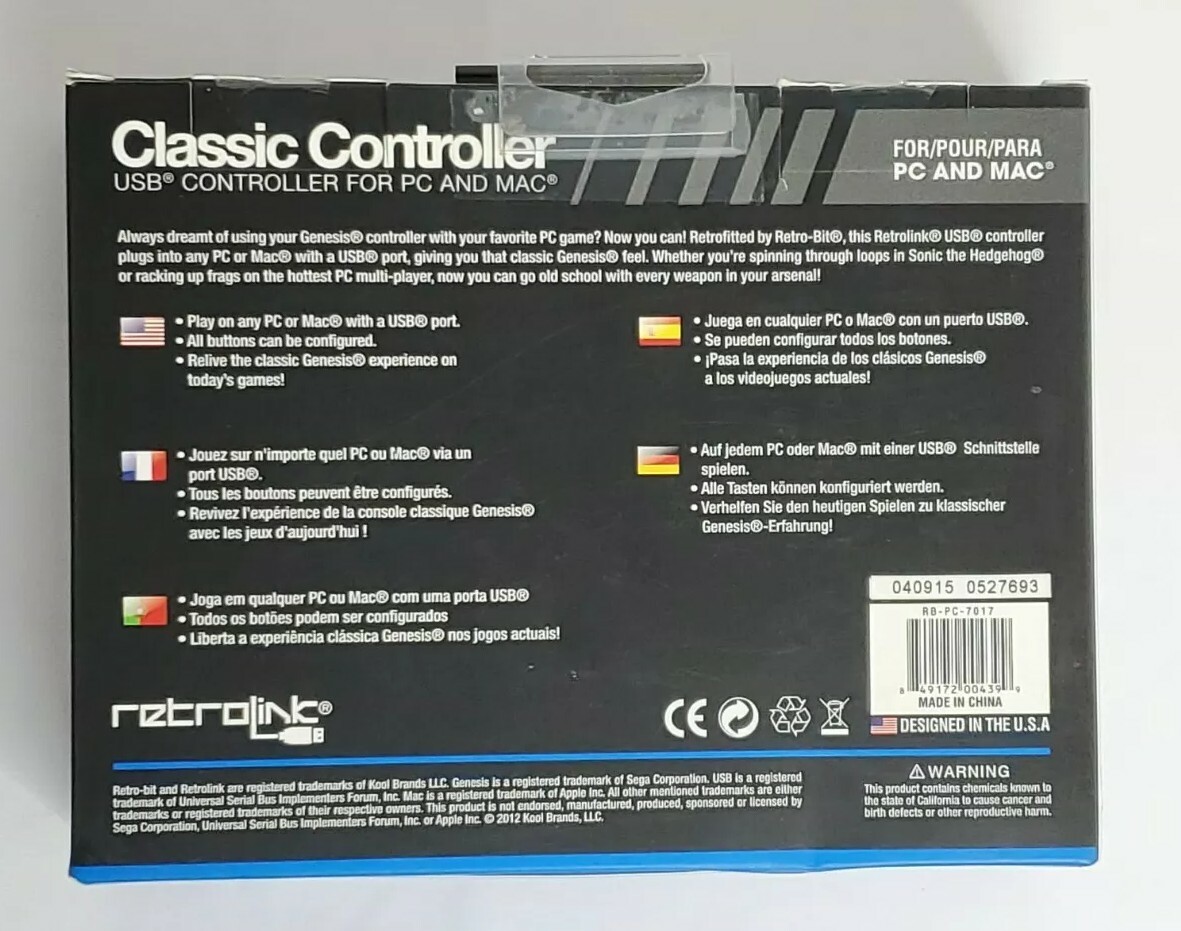 Classic Controller
USB® CONTROLLER FOR PC AND MAC®
FOR/POUR/PARA
PC AND MAC®
Always dreamt of using your Genesis® controller with your favorite PC game? Now you can! Retrofitted by Retro-Bit®, this Retrolink® USB® controller
plugs into any PC or Mac® with a USB® port, giving you that classic Genesis® feel. Whether you're spinning through loops in Sonic the Hedgehog®
or racking up frags on the hottest PC multi-player, now you can go old school with every weapon in your arsenal!
• Play on any PC or Mac® with a USB® port.
• All buttons can be configured.
• Relive the classic Genesis® experience on
today's games!
• Juega en cualquier PC o Mac® con un puerto USB®.
• Se pueden configurar todos los botones.
• ¡Pasa la experiencia de los clásicos Genesis®
a los videojuegos actuales!
• Jouez sur n'importe quel PC ou Mac® via un
port USB®.
• Tous les boutons peuvent être configurés.
• Revivez l'expérience de la console classique Genesis®
avec les jeux d'aujourd'hui !
• Auf jedem PC oder Mac® mit einer USB® Schnittstelle
spielen.
• Alle Tasten können konfiguriert werden.
• Verhelfen Sie den heutigen Spielen zu klassischer
Genesis®-Erfahrung!
• Joga em qualquer PC ou Mac® com uma porta USB®
• Todos os botões podem ser configurados
• Liberta a experiência clássica Genesis® nos jogos actuais!
040915 0527693
RB-PC-7017
8 49172 00439 9
MADE IN CHINA
DESIGNED IN THE U.S.A
retrolink®
CE
Retro-bit and Retrolink are registered trademarks of Kool Brands LLC. Genesis is a registered trademark of Sega Corporation. USB is a registered
trademark of Universal Serial Bus Implementers Forum, Inc. Mac is a registered trademark of Apple Inc. All other mentioned trademarks are either
trademarks or registered trademarks of their respective owners. This product is not endorsed, manufactured, produced, sponsored or licensed by
Sega Corporation, Universal Serial Bus Implementers Forum, Inc. or Apple Inc. © 2012 Kool Brands, LLC.
⚠ WARNING
This product contains chemicals known to
the state of California to cause cancer and
birth defects or other reproductive harm.